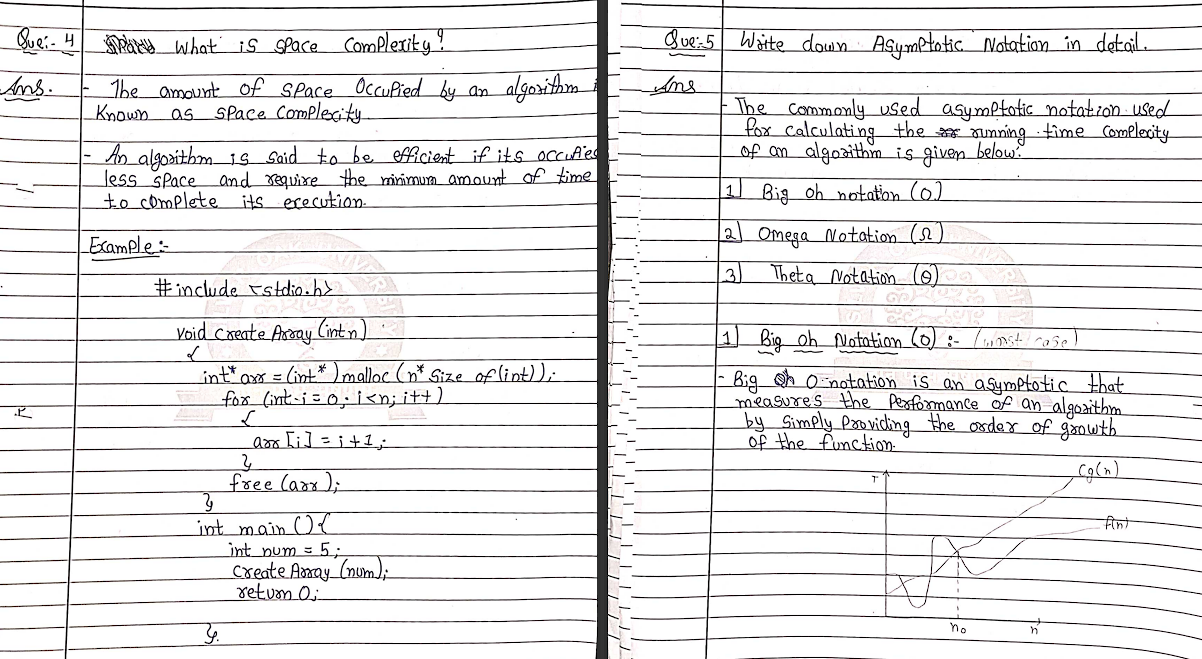 Que:- 4 What is space complexity?
Ans. - The amount of space occupied by an algorithm
known as space complexity.
- An algorithm is said to be efficient if its occupies
less space and require the minimum amount of time
to complete its execution.
Example:-
#include <stdio.h>
void create Array (int n)
{
int* arr = (int*) malloc (n* size of (int));
for (int i = 0; i<n; i++)
{
arr [i] = i+1;
}
free (arr);
}
int main () {
int num = 5;
create Array (num);
return 0;
}.
Que:-5 Write down Asymptotic Notation in detail.
Ans
- The commonly used asymptotic notation used
for calculating the running time complexity
of an algorithm is given below:
1] Big oh notation (O)
2] Omega Notation (Ω)
3] Theta Notation (θ)
1] Big oh Notation (O) :- (worst case)
- Big Oh O-notation is an asymptotic that
measures the performance of an algorithm
by simply providing the order of growth
of the function.
T
Cg(n)
f(n)
n₀
n